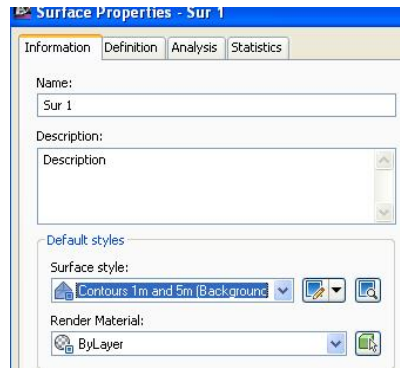 Surface Properties - Sur 1
Information Definition Analysis Statistics
Name:
Sur 1
Description:
Description
Default styles
Surface style:
Contours 1m and 5m (Background
Render Material:
ByLayer